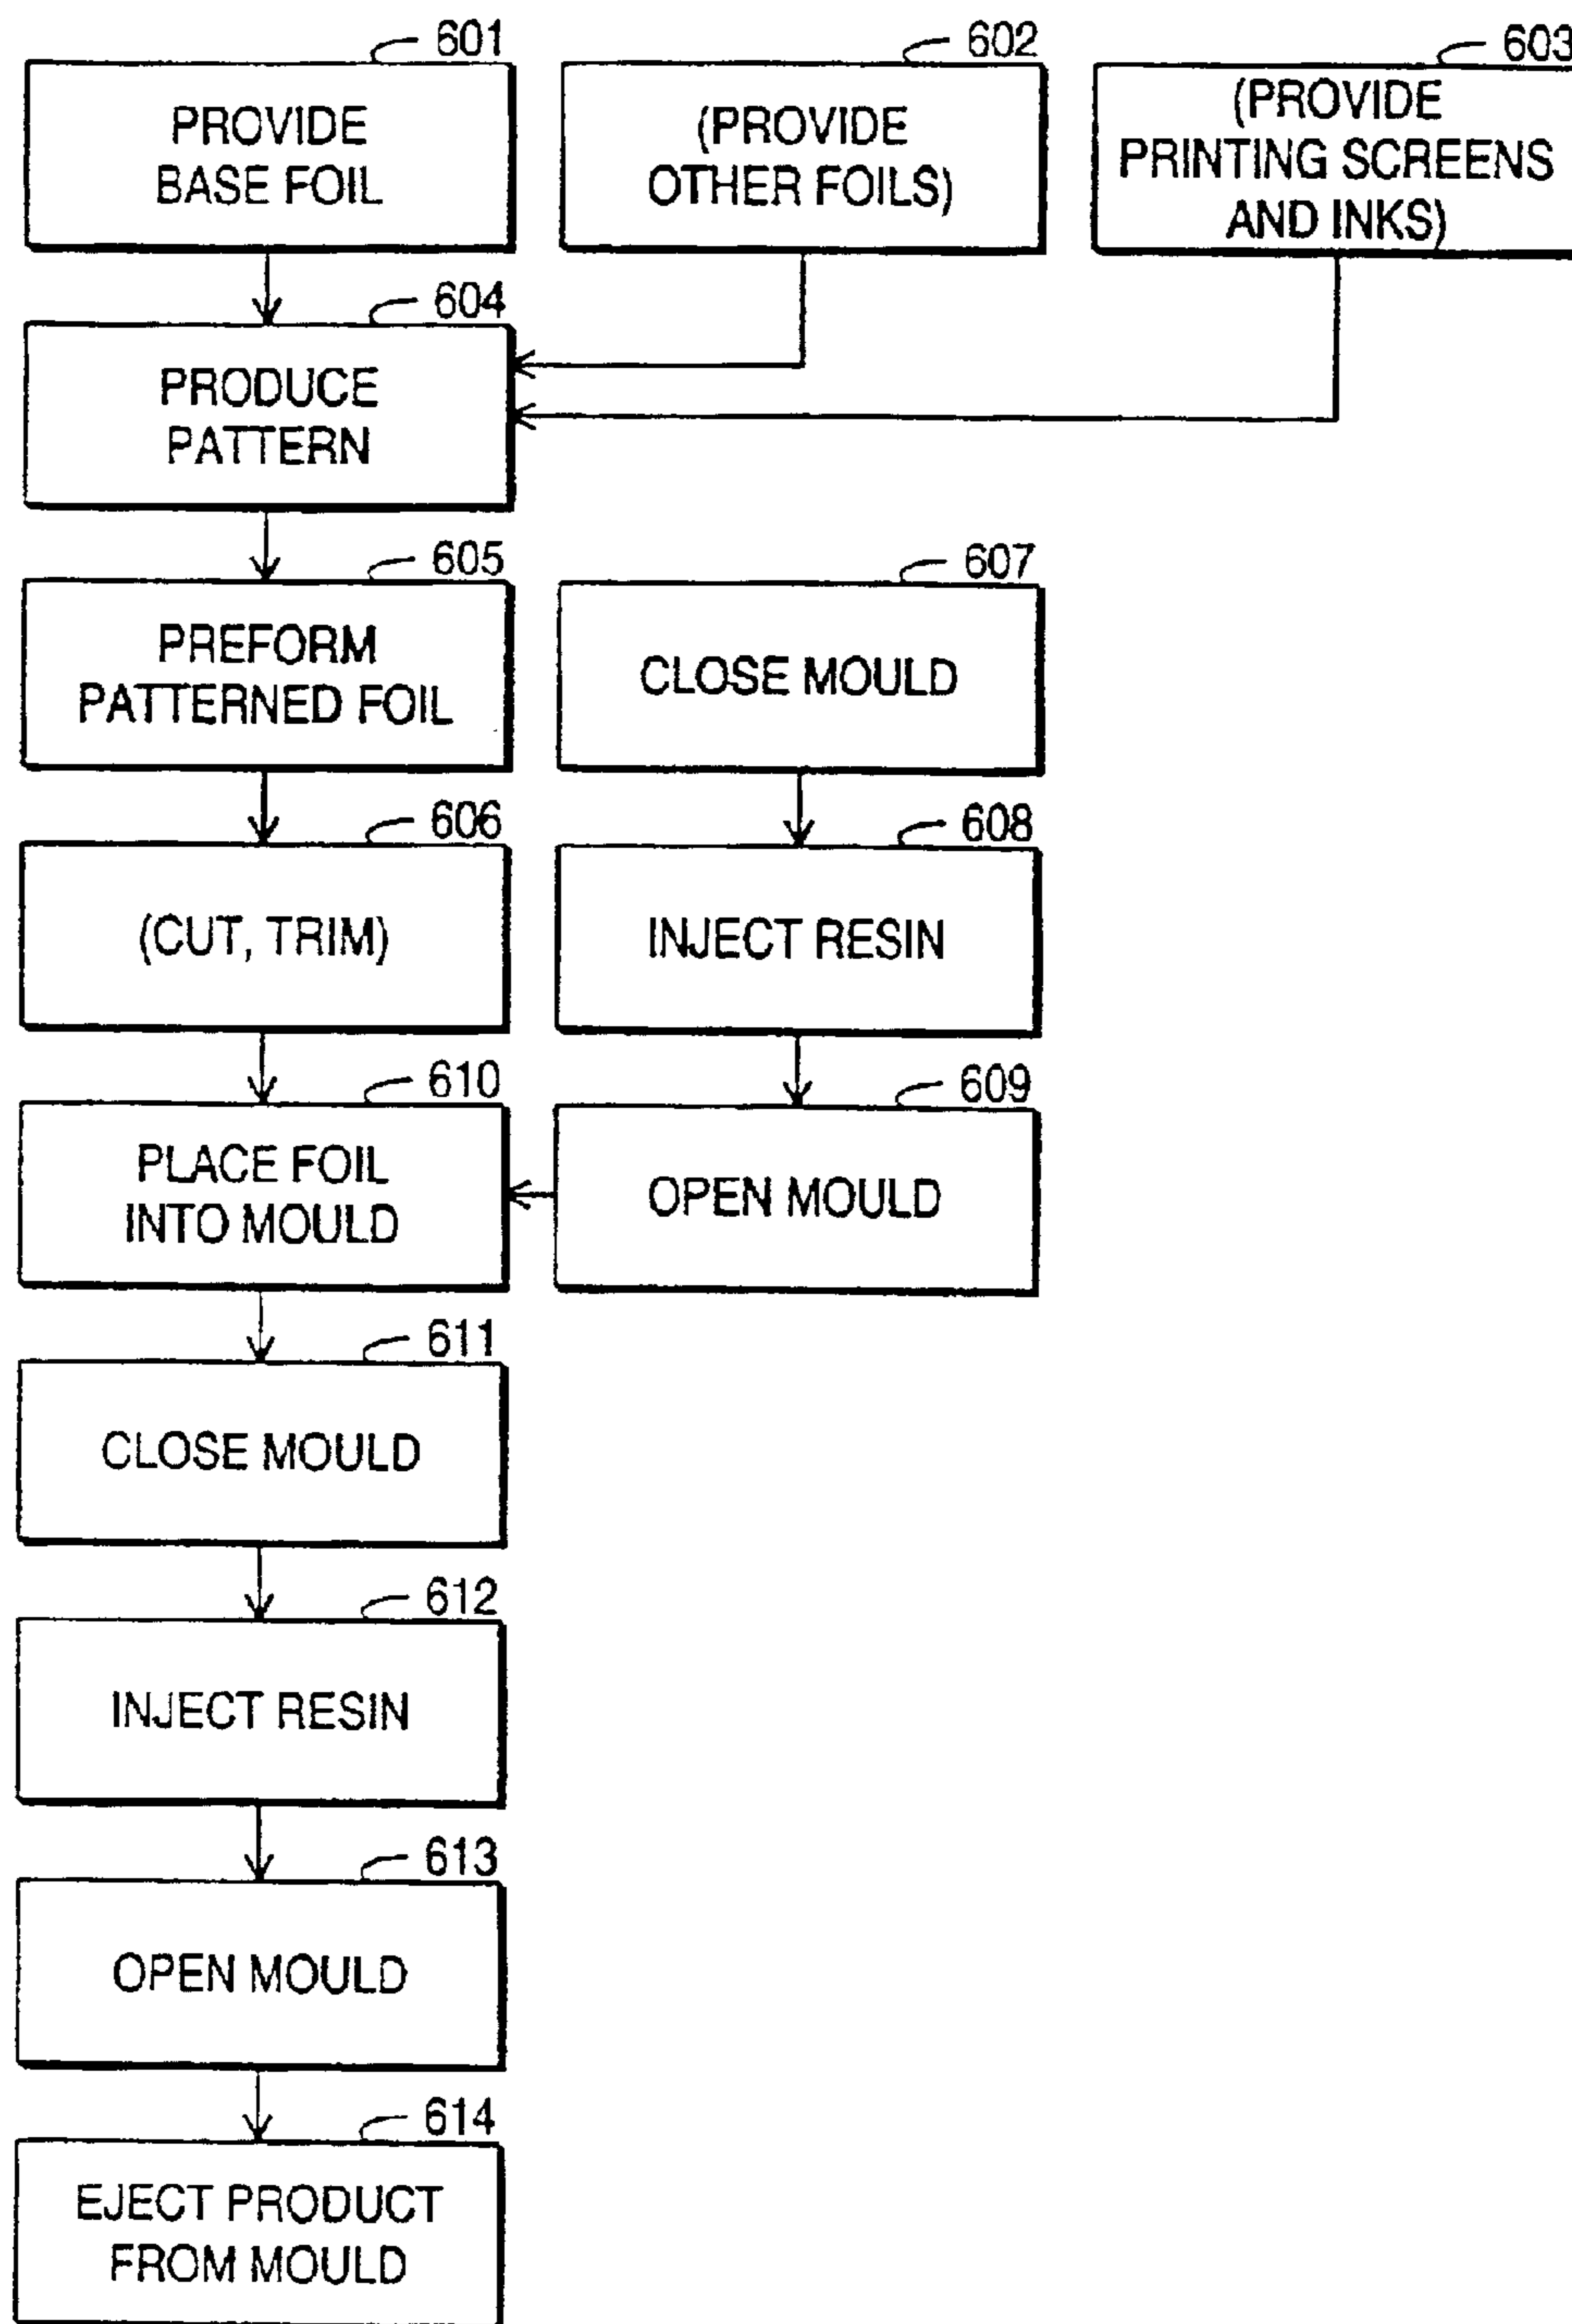 601
PROVIDE
BASE FOIL
602
(PROVIDE
OTHER FOILS)
603
(PROVIDE
PRINTING SCREENS
AND INKS)
604
PRODUCE
PATTERN
605
PREFORM
PATTERNED FOIL
607
CLOSE MOULD
606
(CUT, TRIM)
608
INJECT RESIN
610
PLACE FOIL
INTO MOULD
609
OPEN MOULD
611
CLOSE MOULD
612
INJECT RESIN
613
OPEN MOULD
614
EJECT PRODUCT
FROM MOULD